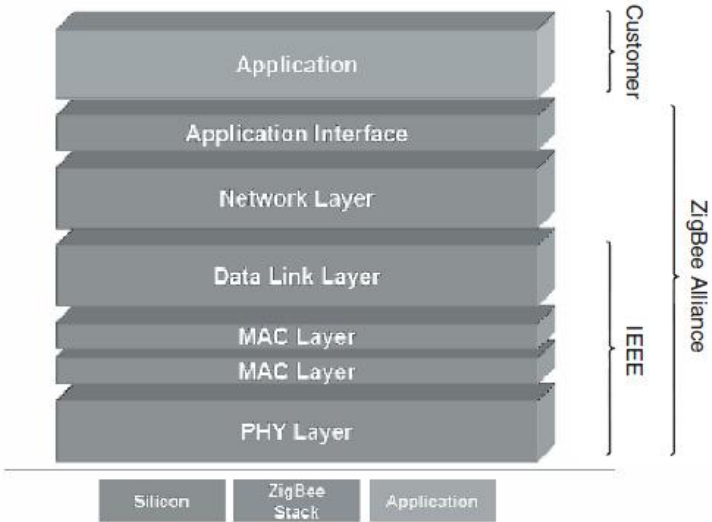 Application
Customer
Application Interface
Network Layer
Data Link Layer
MAC Layer
MAC Layer
PHY Layer
IEEE
ZigBee Alliance
Silicon
ZigBee
Stack
Application